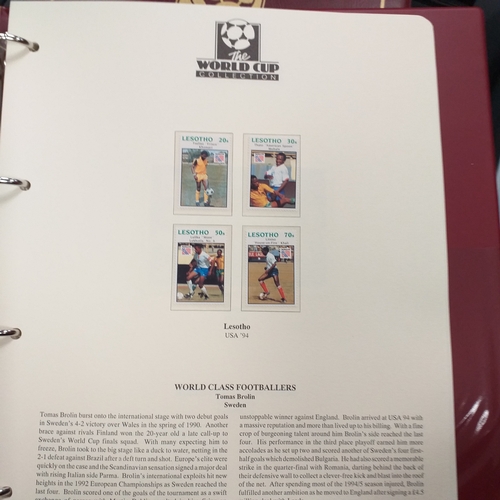 The
WORLD CUP
COLLECTION
LESOTHO 20s
LESOTHO 30s
LESOTHO 50s
LESOTHO 70s
Lesotho
USA '94
WORLD CLASS FOOTBALLERS
Tomas Brolin
Sweden
Tomas Brolin burst onto the international stage with two debut goals
in Sweden's 4-2 victory over Wales in the spring of 1990. Another
brace against rivals Finland won the 20-year old a late call-up to
Sweden's World Cup finals squad. With many expecting him to
freeze, Brolin took to the big stage like a duck to water, netting in the
2-1 defeat against Brazil after a deft turn and shot. Europe's elite were
quickly on the case and the Scandinavian sensation signed a major deal
with rising Italian side Parma. Brolin's international exploits hit new
heights in the 1992 European Championships as Sweden reached the
last four. Brolin scored one of the goals of the tournament as a swift
unstoppable winner against England. Brolin arrived at USA '94 with
a massive reputation and more than lived up to his billing. With a fine
crop of burgeoning talent around him Brolin's side reached the last
four. His performance in the third place playoff earned him more
accolades as he set up two and scored another of Sweden's four first-
half goals which demolished Bulgaria. He had also scored a memorable
strike in the quarter-final with Romania, darting behind the back of
their defensive wall to collect a clever free-kick and blast into the roof
of the net. After spending most of the 1994/5 season injured, Brolin
fulfilled another ambition as he moved to England after signing a £4.5